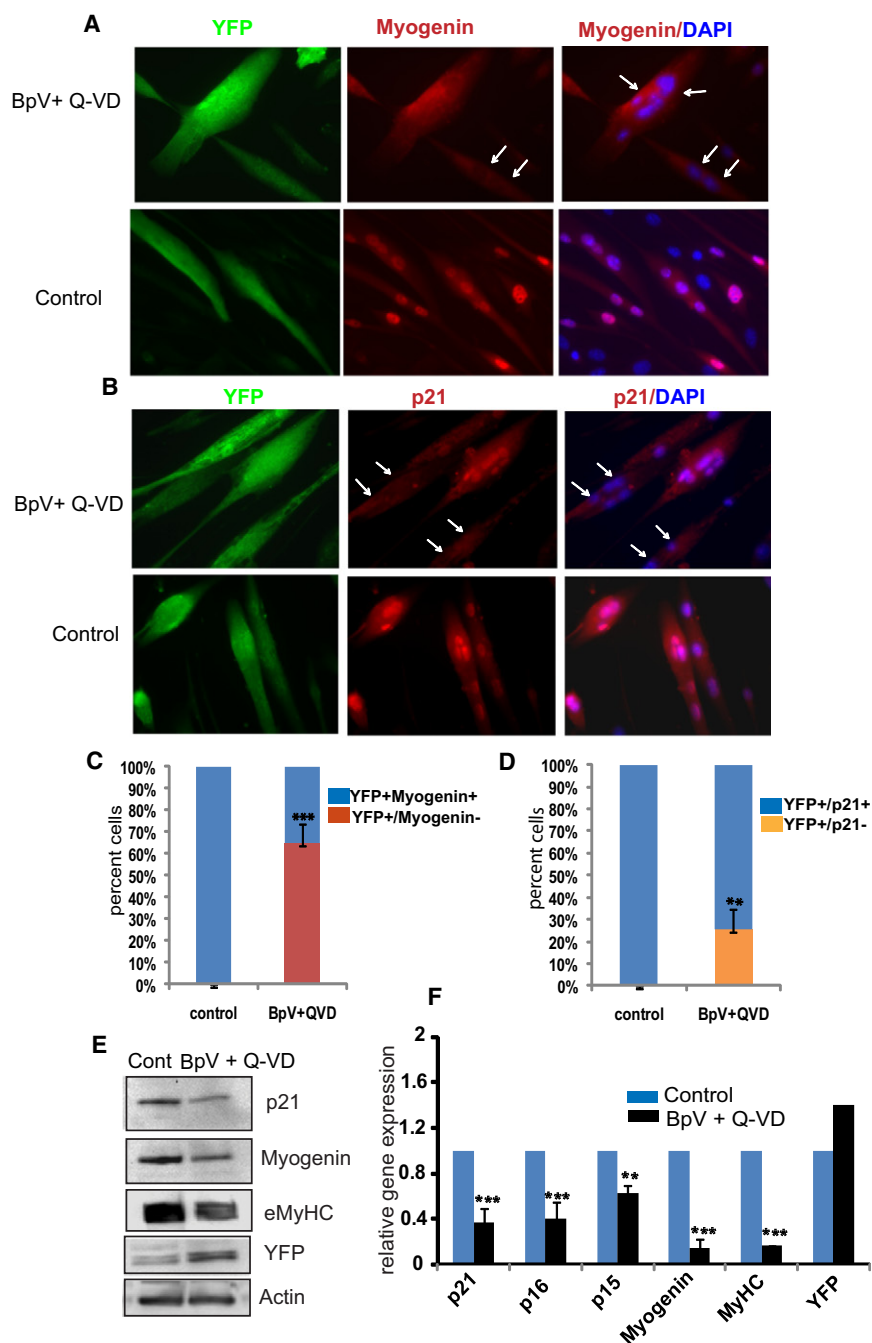 A
YFP
Myogenin
Myogenin/DAPI
BpV+ Q-VD
Control
B
YFP
p21
p21/DAPI
BpV+ Q-VD
Control
C
100%
90%
80%
70%
60%
50%
40%
30%
20%
10%
0%
percent cells
***
control
BpV+QVD
YFP+Myogenin+
YFP+/Myogenin-
D
100%
90%
80%
70%
60%
50%
40%
30%
20%
10%
0%
percent cells
**
control
BpV+QVD
YFP+/p21+
YFP+/p21-
E
Cont BpV + Q-VD
p21
Myogenin
eMyHC
YFP
Actin
F
2
1.6
1.2
0.8
0.4
0
relative gene expression
Control
BpV + Q-VD
***
***
**
***
***
p21
p16
p15
Myogenin
MyHC
YFP